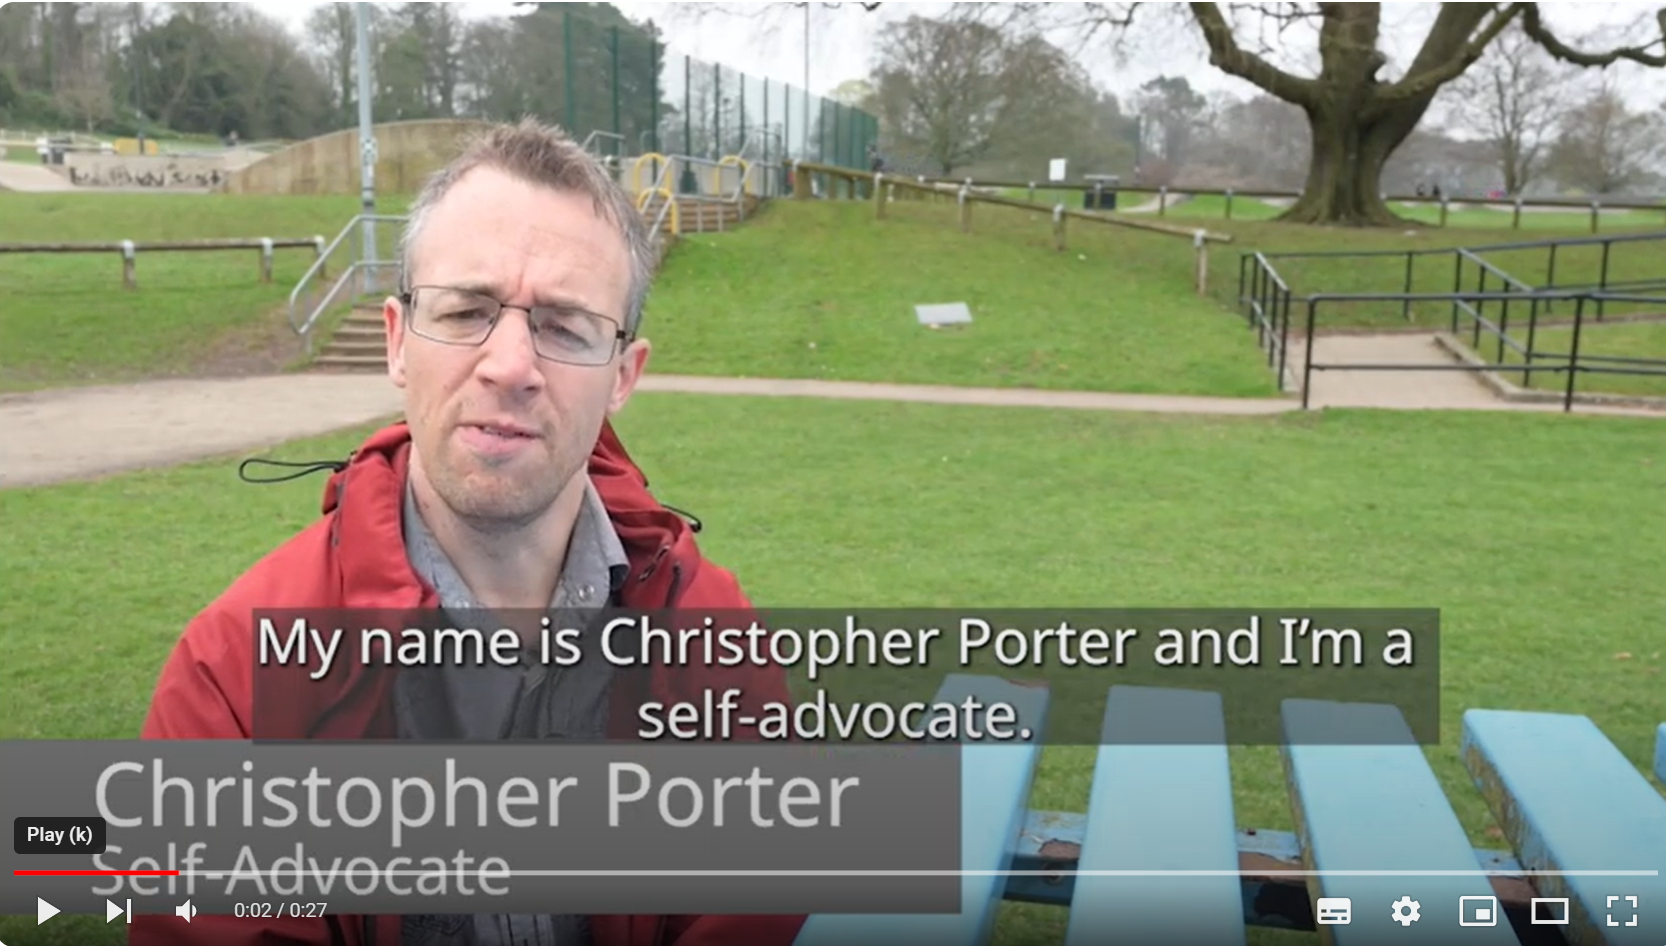 My name is Christopher Porter and I’m a
self-advocate.
Christopher Porter
Play (k)
Self-Advocate
0:02 / 0:27